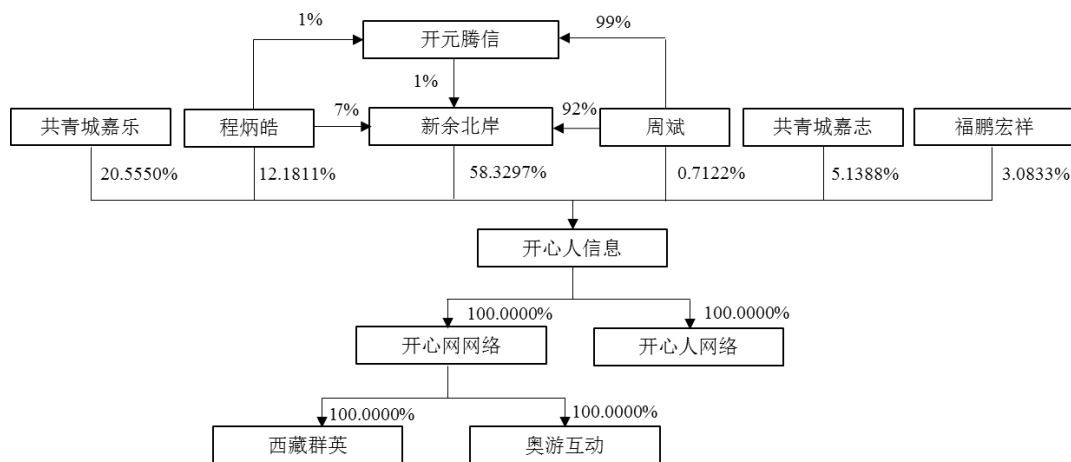 1%
99%
开元腾信
1%
7%
92%
共青城嘉乐
程炳皓
新余北岸
周斌
共青城嘉志
福鹏宏祥
20.5550%
12.1811%
58.3297%
0.7122%
5.1388%
3.0833%
开心人信息
100.0000%
100.0000%
开心网网络
开心人网络
100.0000%
100.0000%
西藏群英
奥游互动